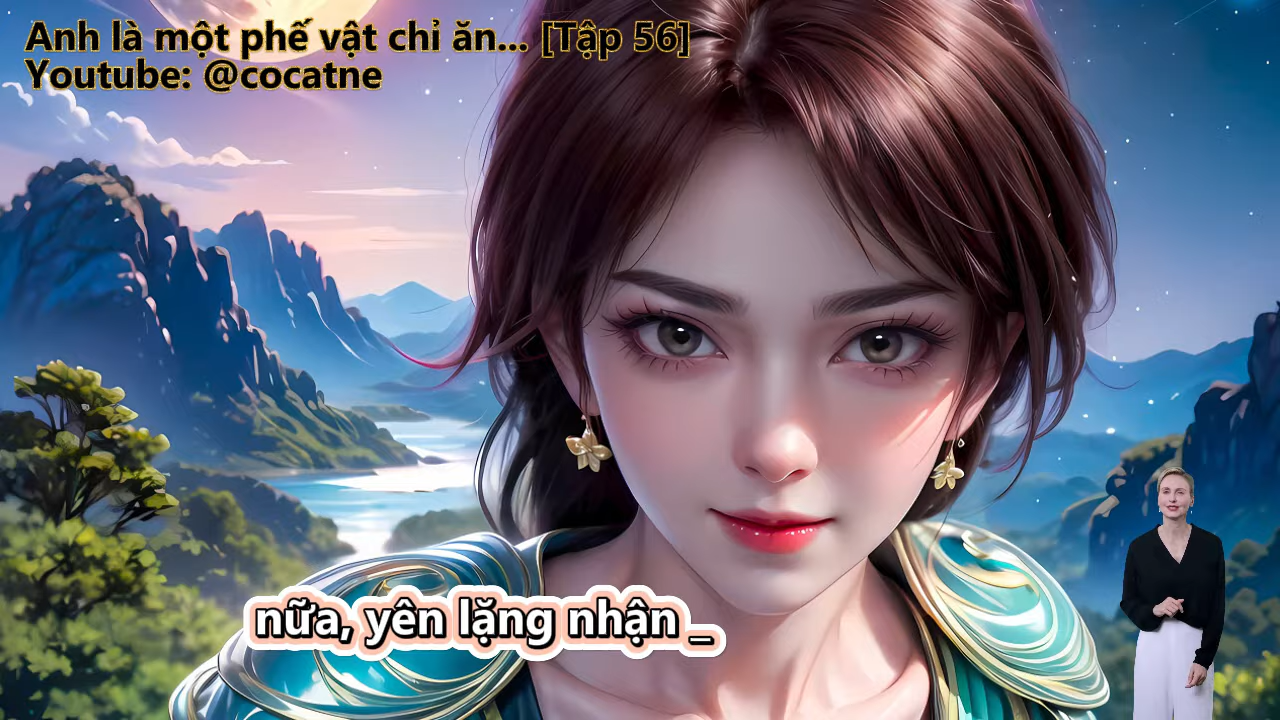 Anh là một phế vật chỉ ăn... [Tập 56]
Youtube: @cocatne
nữa, yên lặng nhận _